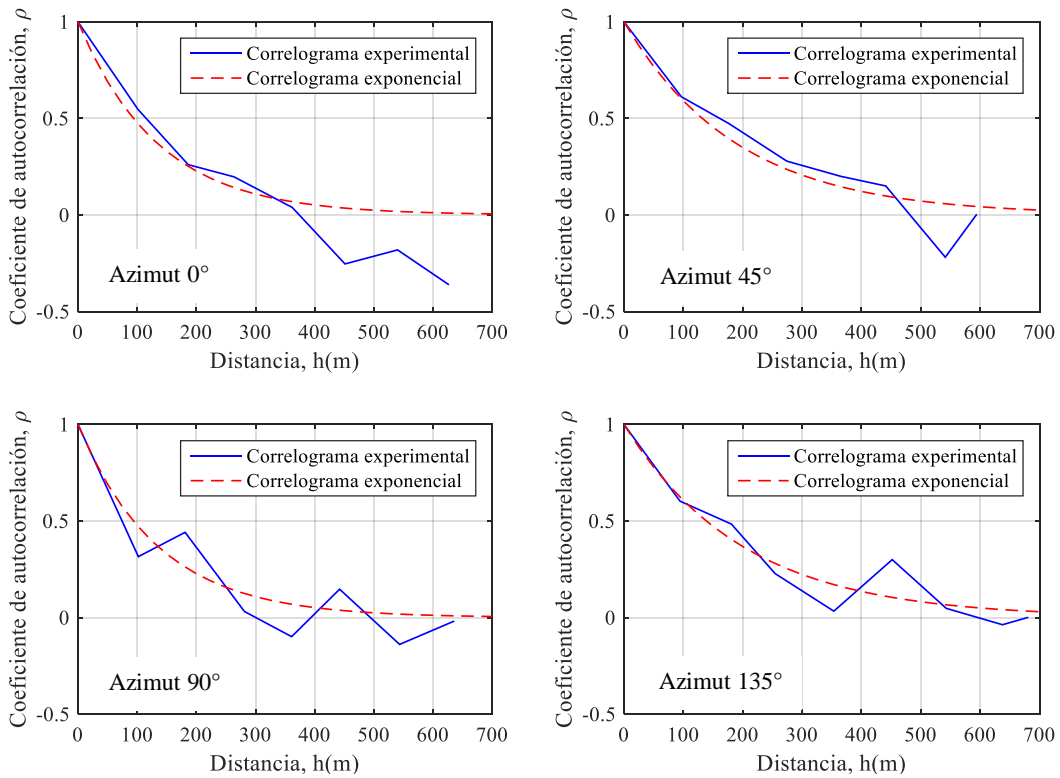 Coeficiente de autocorrelación, ρ
1
0.5
0
-0.5
Correlograma experimental
Correlograma exponencial
Azimut 0°
0 100 200 300 400 500 600 700
Distancia, h(m)
Coeficiente de autocorrelación, ρ
1
0.5
0
-0.5
Correlograma experimental
Correlograma exponencial
Azimut 45°
0 100 200 300 400 500 600 700
Distancia, h(m)
Coeficiente de autocorrelación, ρ
1
0.5
0
-0.5
Correlograma experimental
Correlograma exponencial
Azimut 90°
0 100 200 300 400 500 600 700
Distancia, h(m)
Coeficiente de autocorrelación, ρ
1
0.5
0
-0.5
Correlograma experimental
Correlograma exponencial
Azimut 135°
0 100 200 300 400 500 600 700
Distancia, h(m)